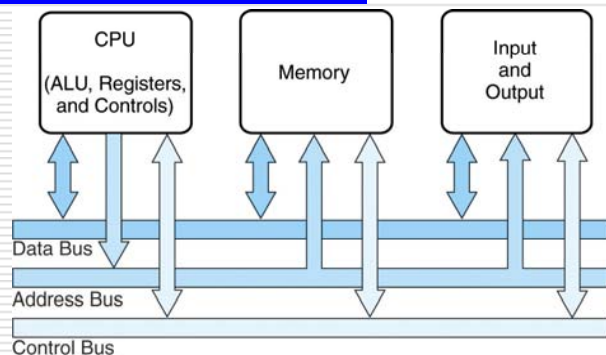 CPU
(ALU, Registers,
and Controls)
Memory
Input
and
Output
Data Bus
Address Bus
Control Bus